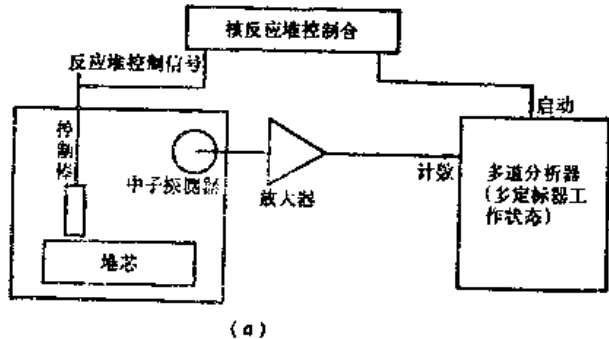 核反应堆控制台
反应堆控制信号
启动
控制棒
中子探测器
放大器
计数
多道分析器
(多定标器工
作状态)
堆芯
(a)